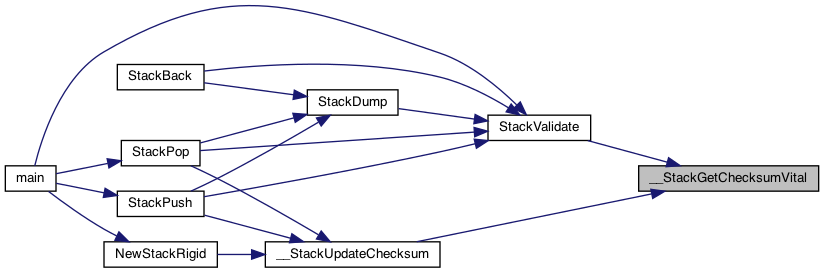 StackBack
StackDump
StackValidate
StackPop
main
__StackGetChecksumVital
StackPush
NewStackRigid
__StackUpdateChecksum